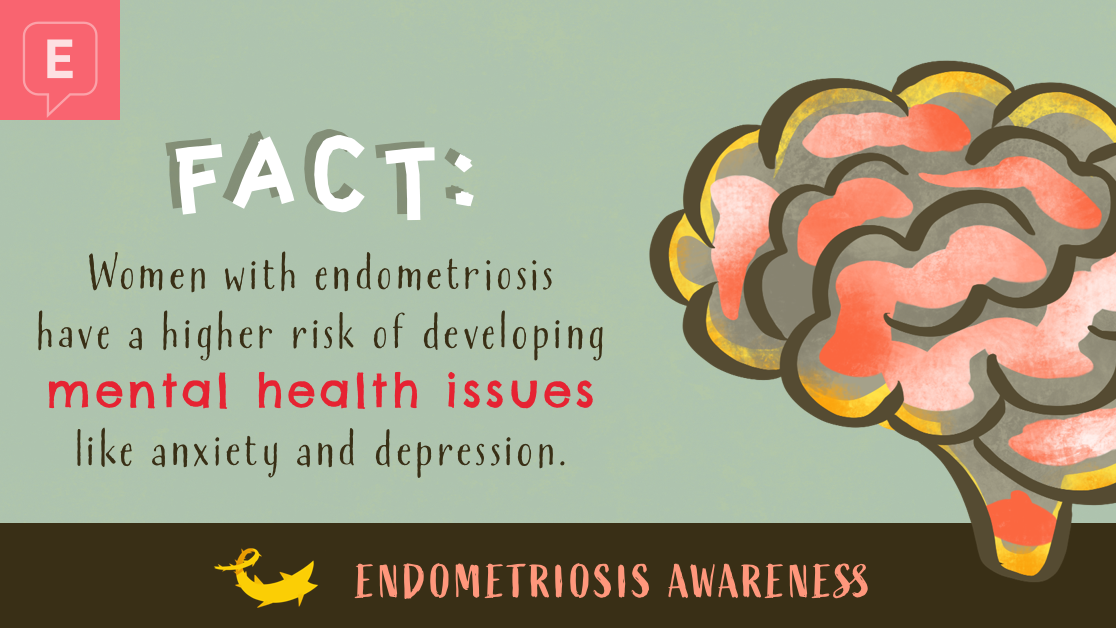 E
FACT:
Women with endometriosis
have a higher risk of developing
mental health issues
like anxiety and depression.
ENDOMETRIOSIS AWARENESS